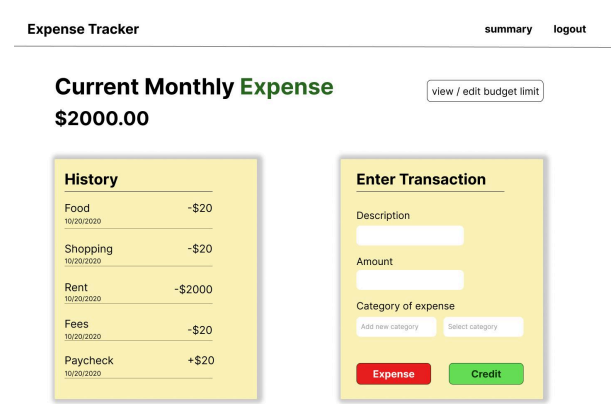 Expense Tracker
summary logout
Current Monthly Expense
view / edit budget limit
$2000.00
History
Food -$20
10/20/2020
Shopping -$20
10/20/2020
Rent -$2000
10/20/2020
Fees -$20
10/20/2020
Paycheck +$20
10/20/2020
Enter Transaction
Description
Amount
Category of expense
Add new category Select category
Expense Credit